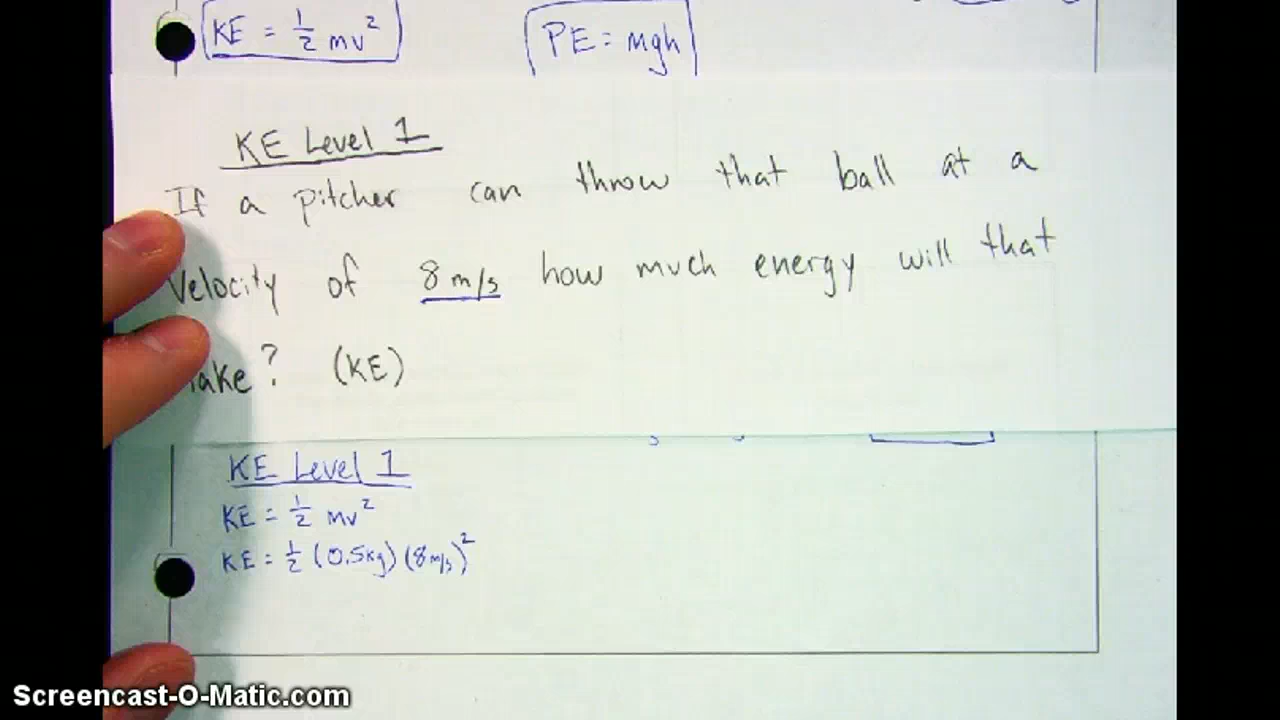 KE = ½ mv²
PE = mgh
KE Level 1
If a pitcher can throw that ball at a
Velocity of 8 m/s how much energy will that
? (KE)
KE Level 1
KE = ½ mv²
KE = ½ (0.5kg) (8 m/s)²
Screencast-O-Matic.com